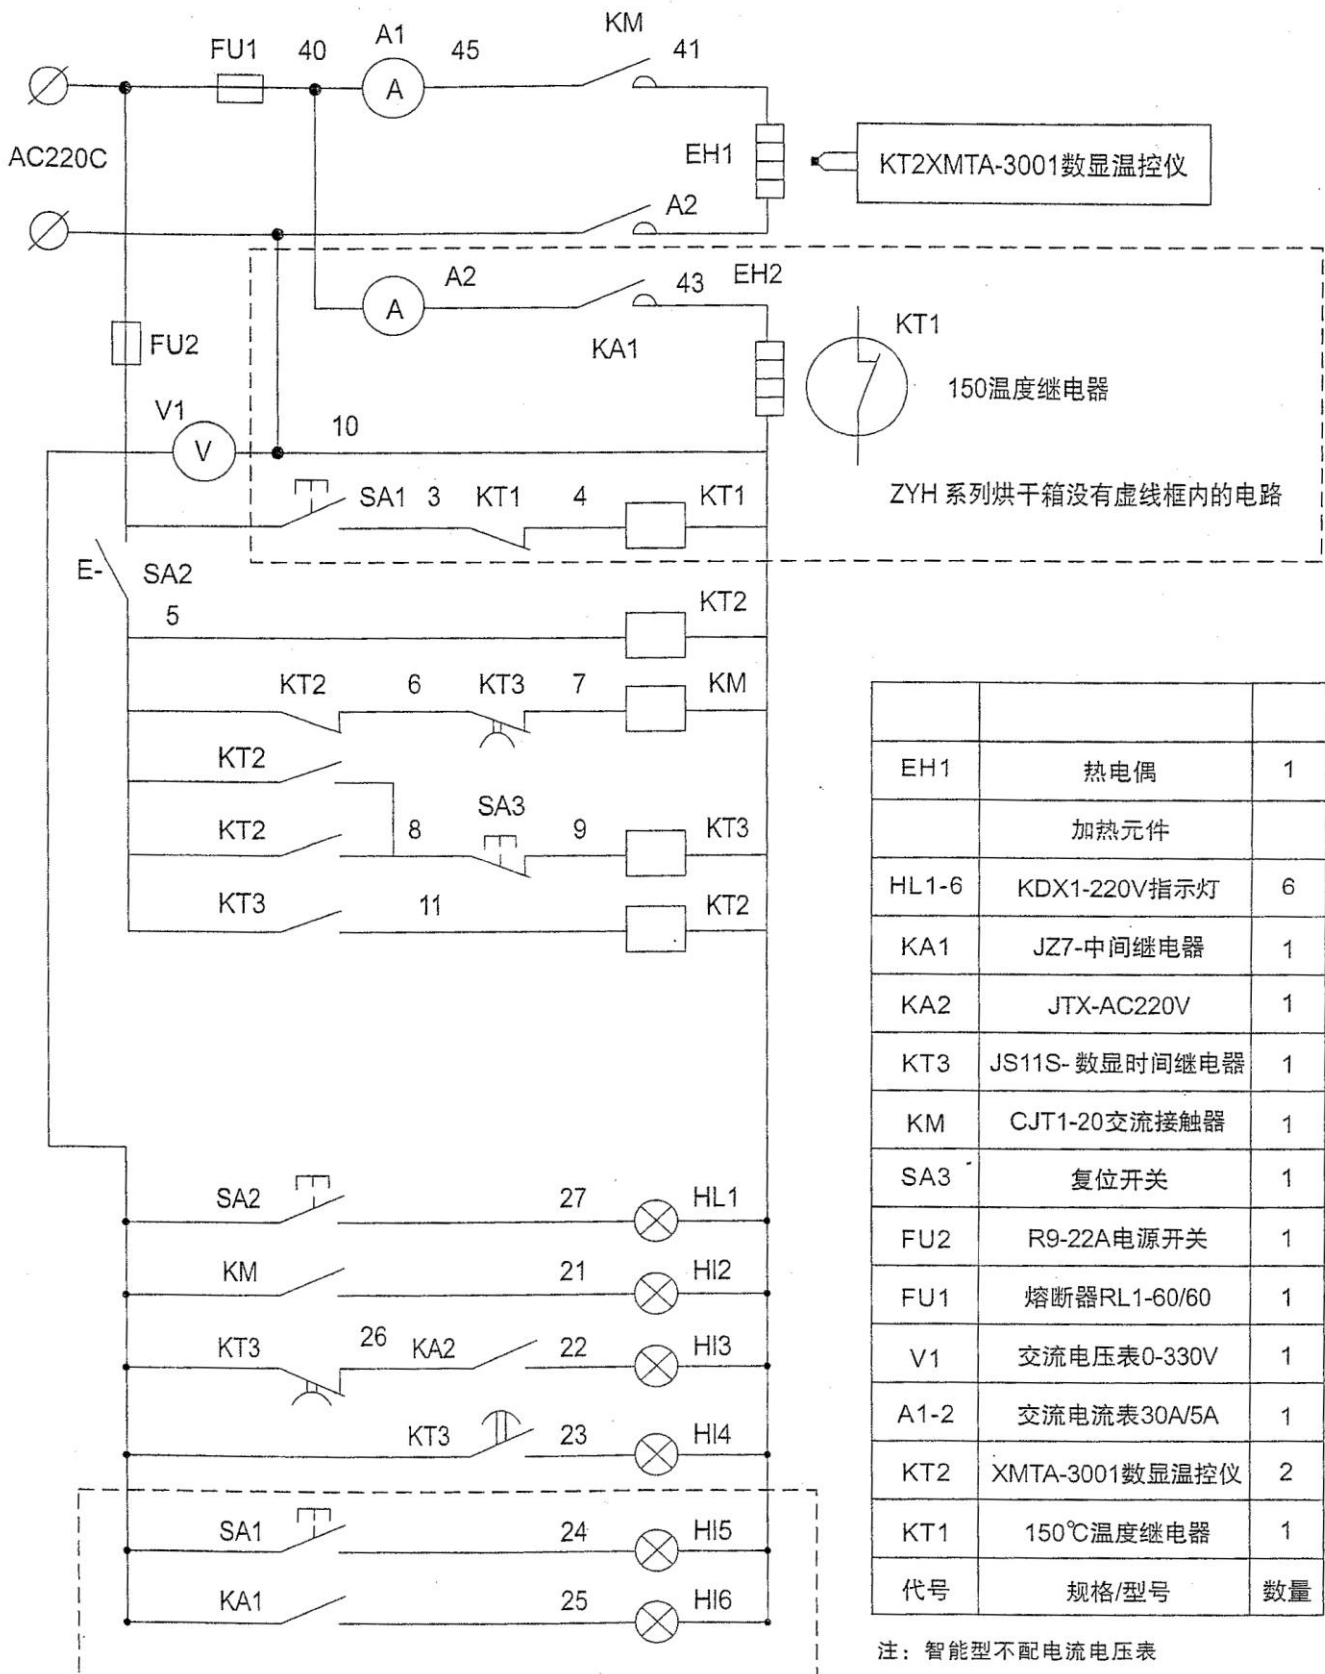 FU1 40 A1 45 KM 41
A
AC220C
EH1
KT2XMTA-3001数显温控仪
A2
A2 43 EH2
A
FU2
KA1
KT1
150温度继电器
V1
V
10
SA1 3 KT1 4 KT1
ZYH 系列烘干箱没有虚线框内的电路
E- SA2
5
KT2
KT2 6 KT3 7 KM
KT2
SA3
KT2 8 9 KT3
KT3 11 KT2
SA2 27 HL1
KM 21 HI2
KT3 26 KA2 22 HI3
KT3 23 HI4
SA1 24 HI5
KA1 25 HI6
EH1 热电偶 1
加热元件
HL1-6 KDX1-220V指示灯 6
KA1 JZ7-中间继电器 1
KA2 JTX-AC220V 1
KT3 JS11S-数显时间继电器 1
KM CJT1-20交流接触器 1
SA3 复位开关 1
FU2 R9-22A电源开关 1
FU1 熔断器RL1-60/60 1
V1 交流电压表0-330V 1
A1-2 交流电流表30A/5A 1
KT2 XMTA-3001数显温控仪 2
KT1 150℃温度继电器 1
代号 规格/型号 数量
注：智能型不配电流电压表